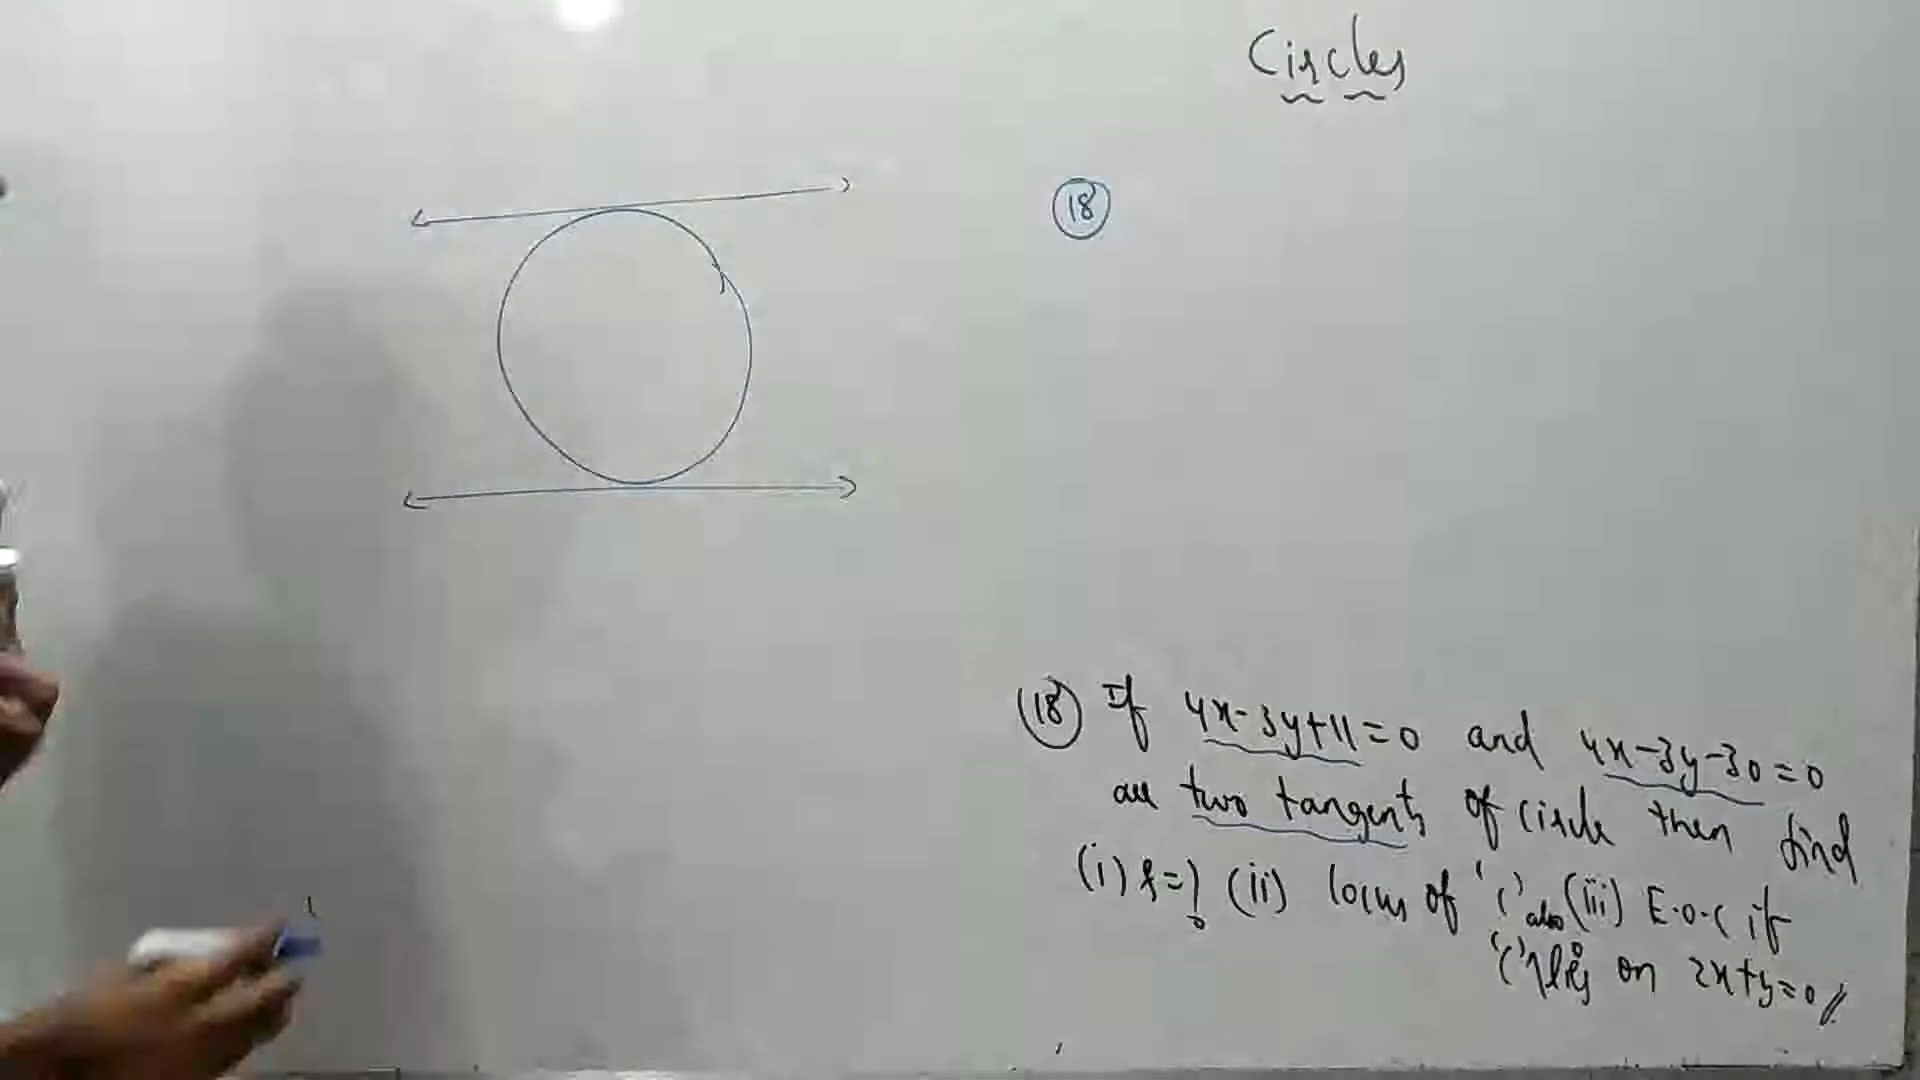 Circles
18
(18) If 4x-3y+11=0 and 4x-3y-30=0
are two tangents of circle then find
(i) r=? (ii) locus of 'C' also (iii) E.O.C if
'C' lies on 2x+y=0